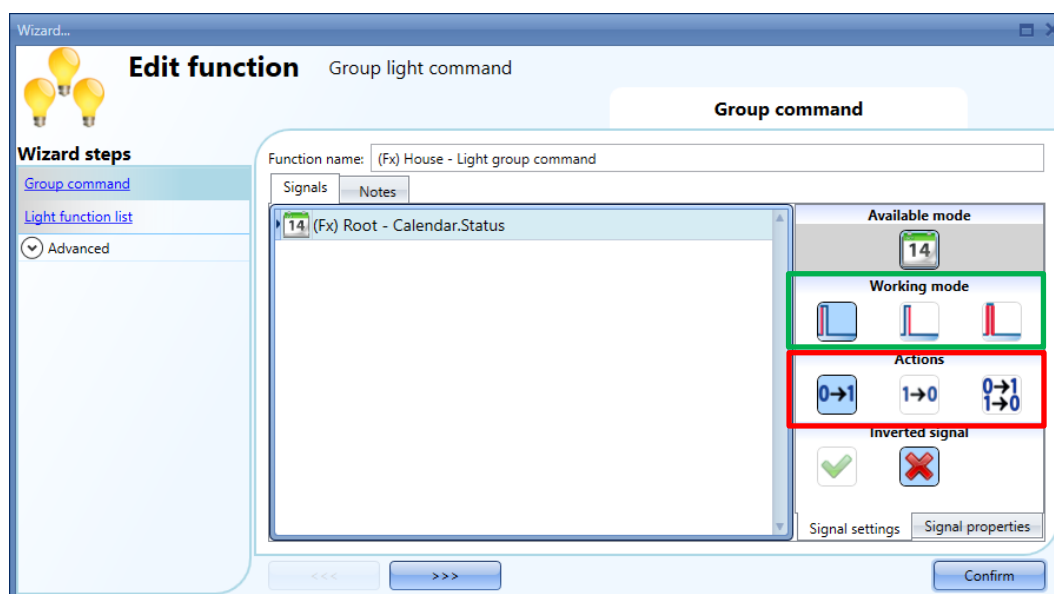 Wizard...
Edit function Group light command
Group command
Wizard steps
Group command
Light function list
Advanced
Function name: (Fx) House - Light group command
Signals Notes
14 (Fx) Root - Calendar.Status
Available mode
14
Working mode
Actions
0→1 1→0 0→1
1→0
Inverted signal
Signal settings Signal properties
<<< >>> Confirm